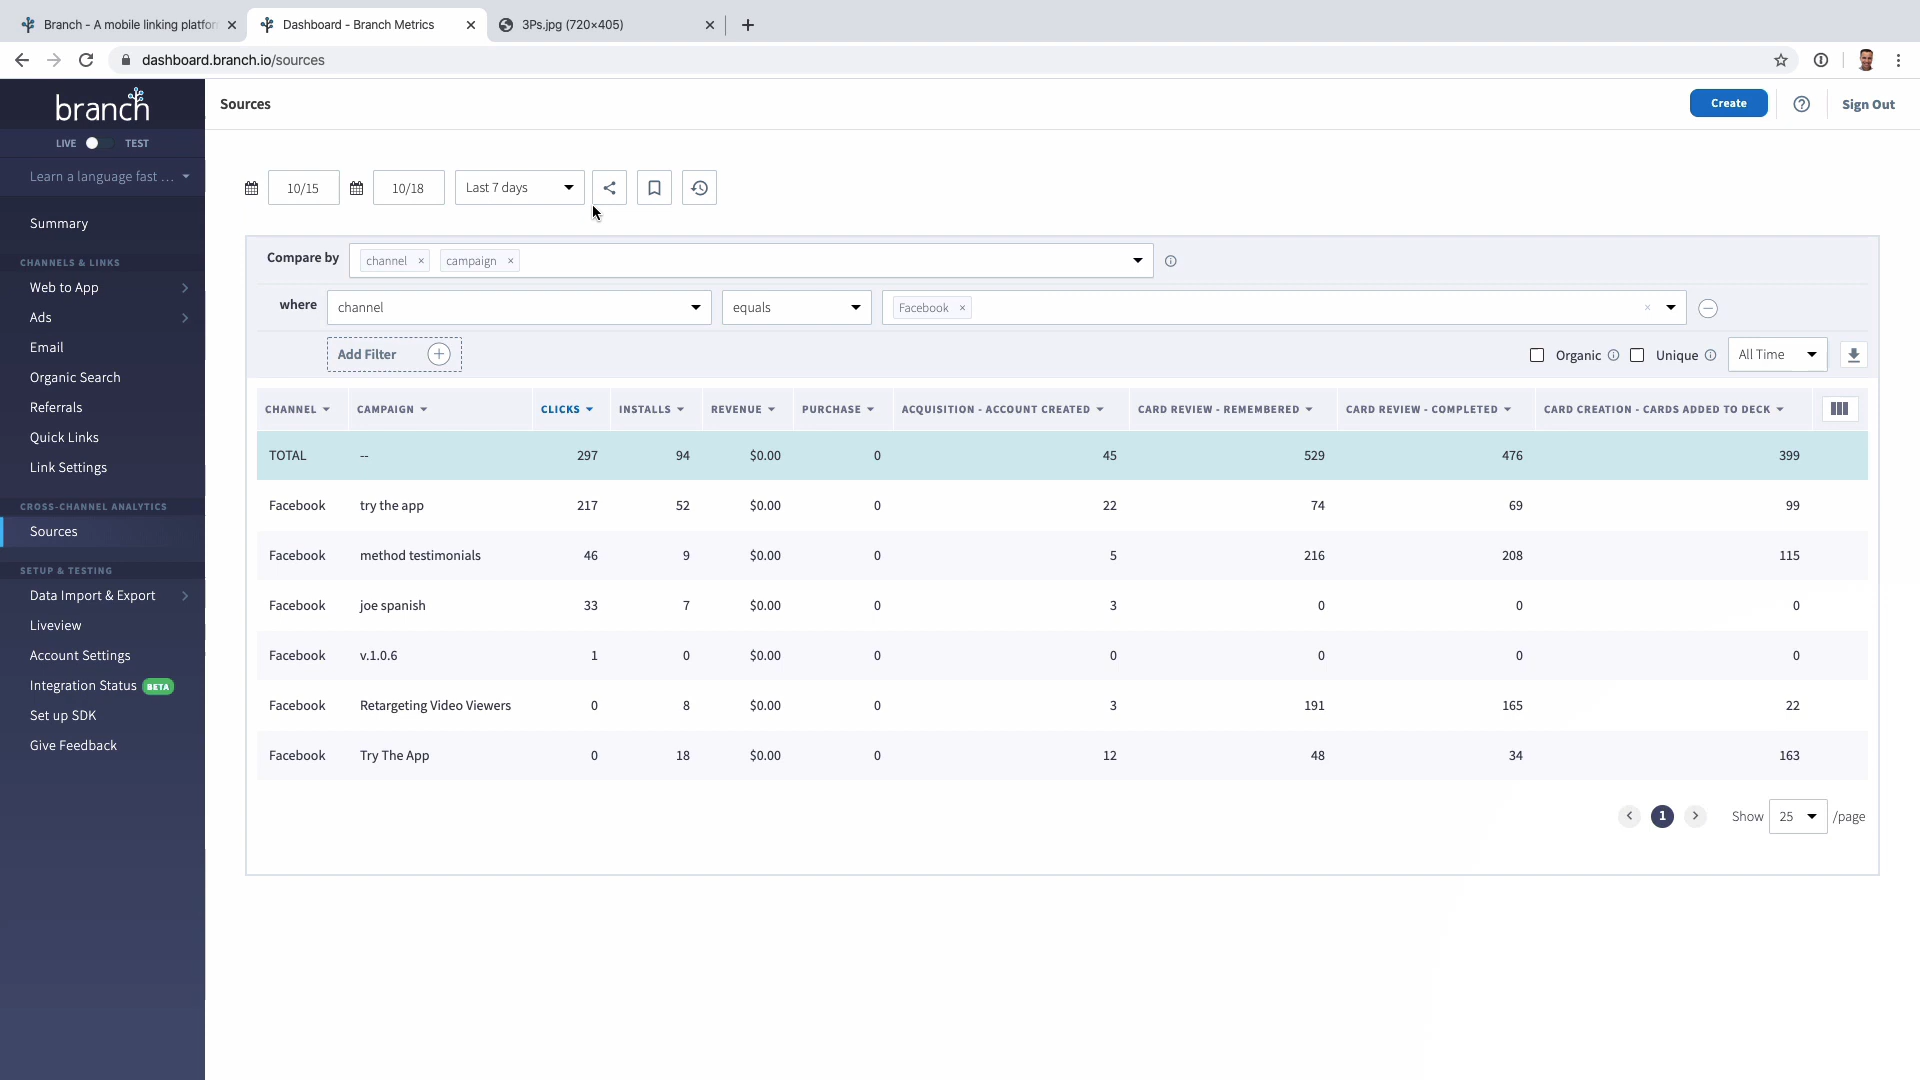 Branch - A mobile linking platfor
Dashboard - Branch Metrics
3Ps.jpg (720×405)
dashboard.branch.io/sources
branch
LIVE TEST
Learn a language fast ...
Summary
CHANNELS & LINKS
Web to App
Ads
Email
Organic Search
Referrals
Quick Links
Link Settings
CROSS-CHANNEL ANALYTICS
Sources
SETUP & TESTING
Data Import & Export
Liveview
Account Settings
Integration Status BETA
Set up SDK
Give Feedback
Sources
Create
Sign Out
10/15 10/18 Last 7 days
Compare by channel × campaign ×
where channel equals Facebook ×
Add Filter Organic Unique All Time
CHANNEL CAMPAIGN CLICKS INSTALLS REVENUE PURCHASE ACQUISITION - ACCOUNT CREATED CARD REVIEW - REMEMBERED CARD REVIEW - COMPLETED CARD CREATION - CARDS ADDED TO DECK
TOTAL -- 297 94 $0.00 0 45 529 476 399
Facebook try the app 217 52 $0.00 0 22 74 69 99
Facebook method testimonials 46 9 $0.00 0 5 216 208 115
Facebook joe spanish 33 7 $0.00 0 3 0 0 0
Facebook v.1.0.6 1 0 $0.00 0 0 0 0 0
Facebook Retargeting Video Viewers 0 8 $0.00 0 3 191 165 22
Facebook Try The App 0 18 $0.00 0 12 48 34 163
1 Show 25 /page